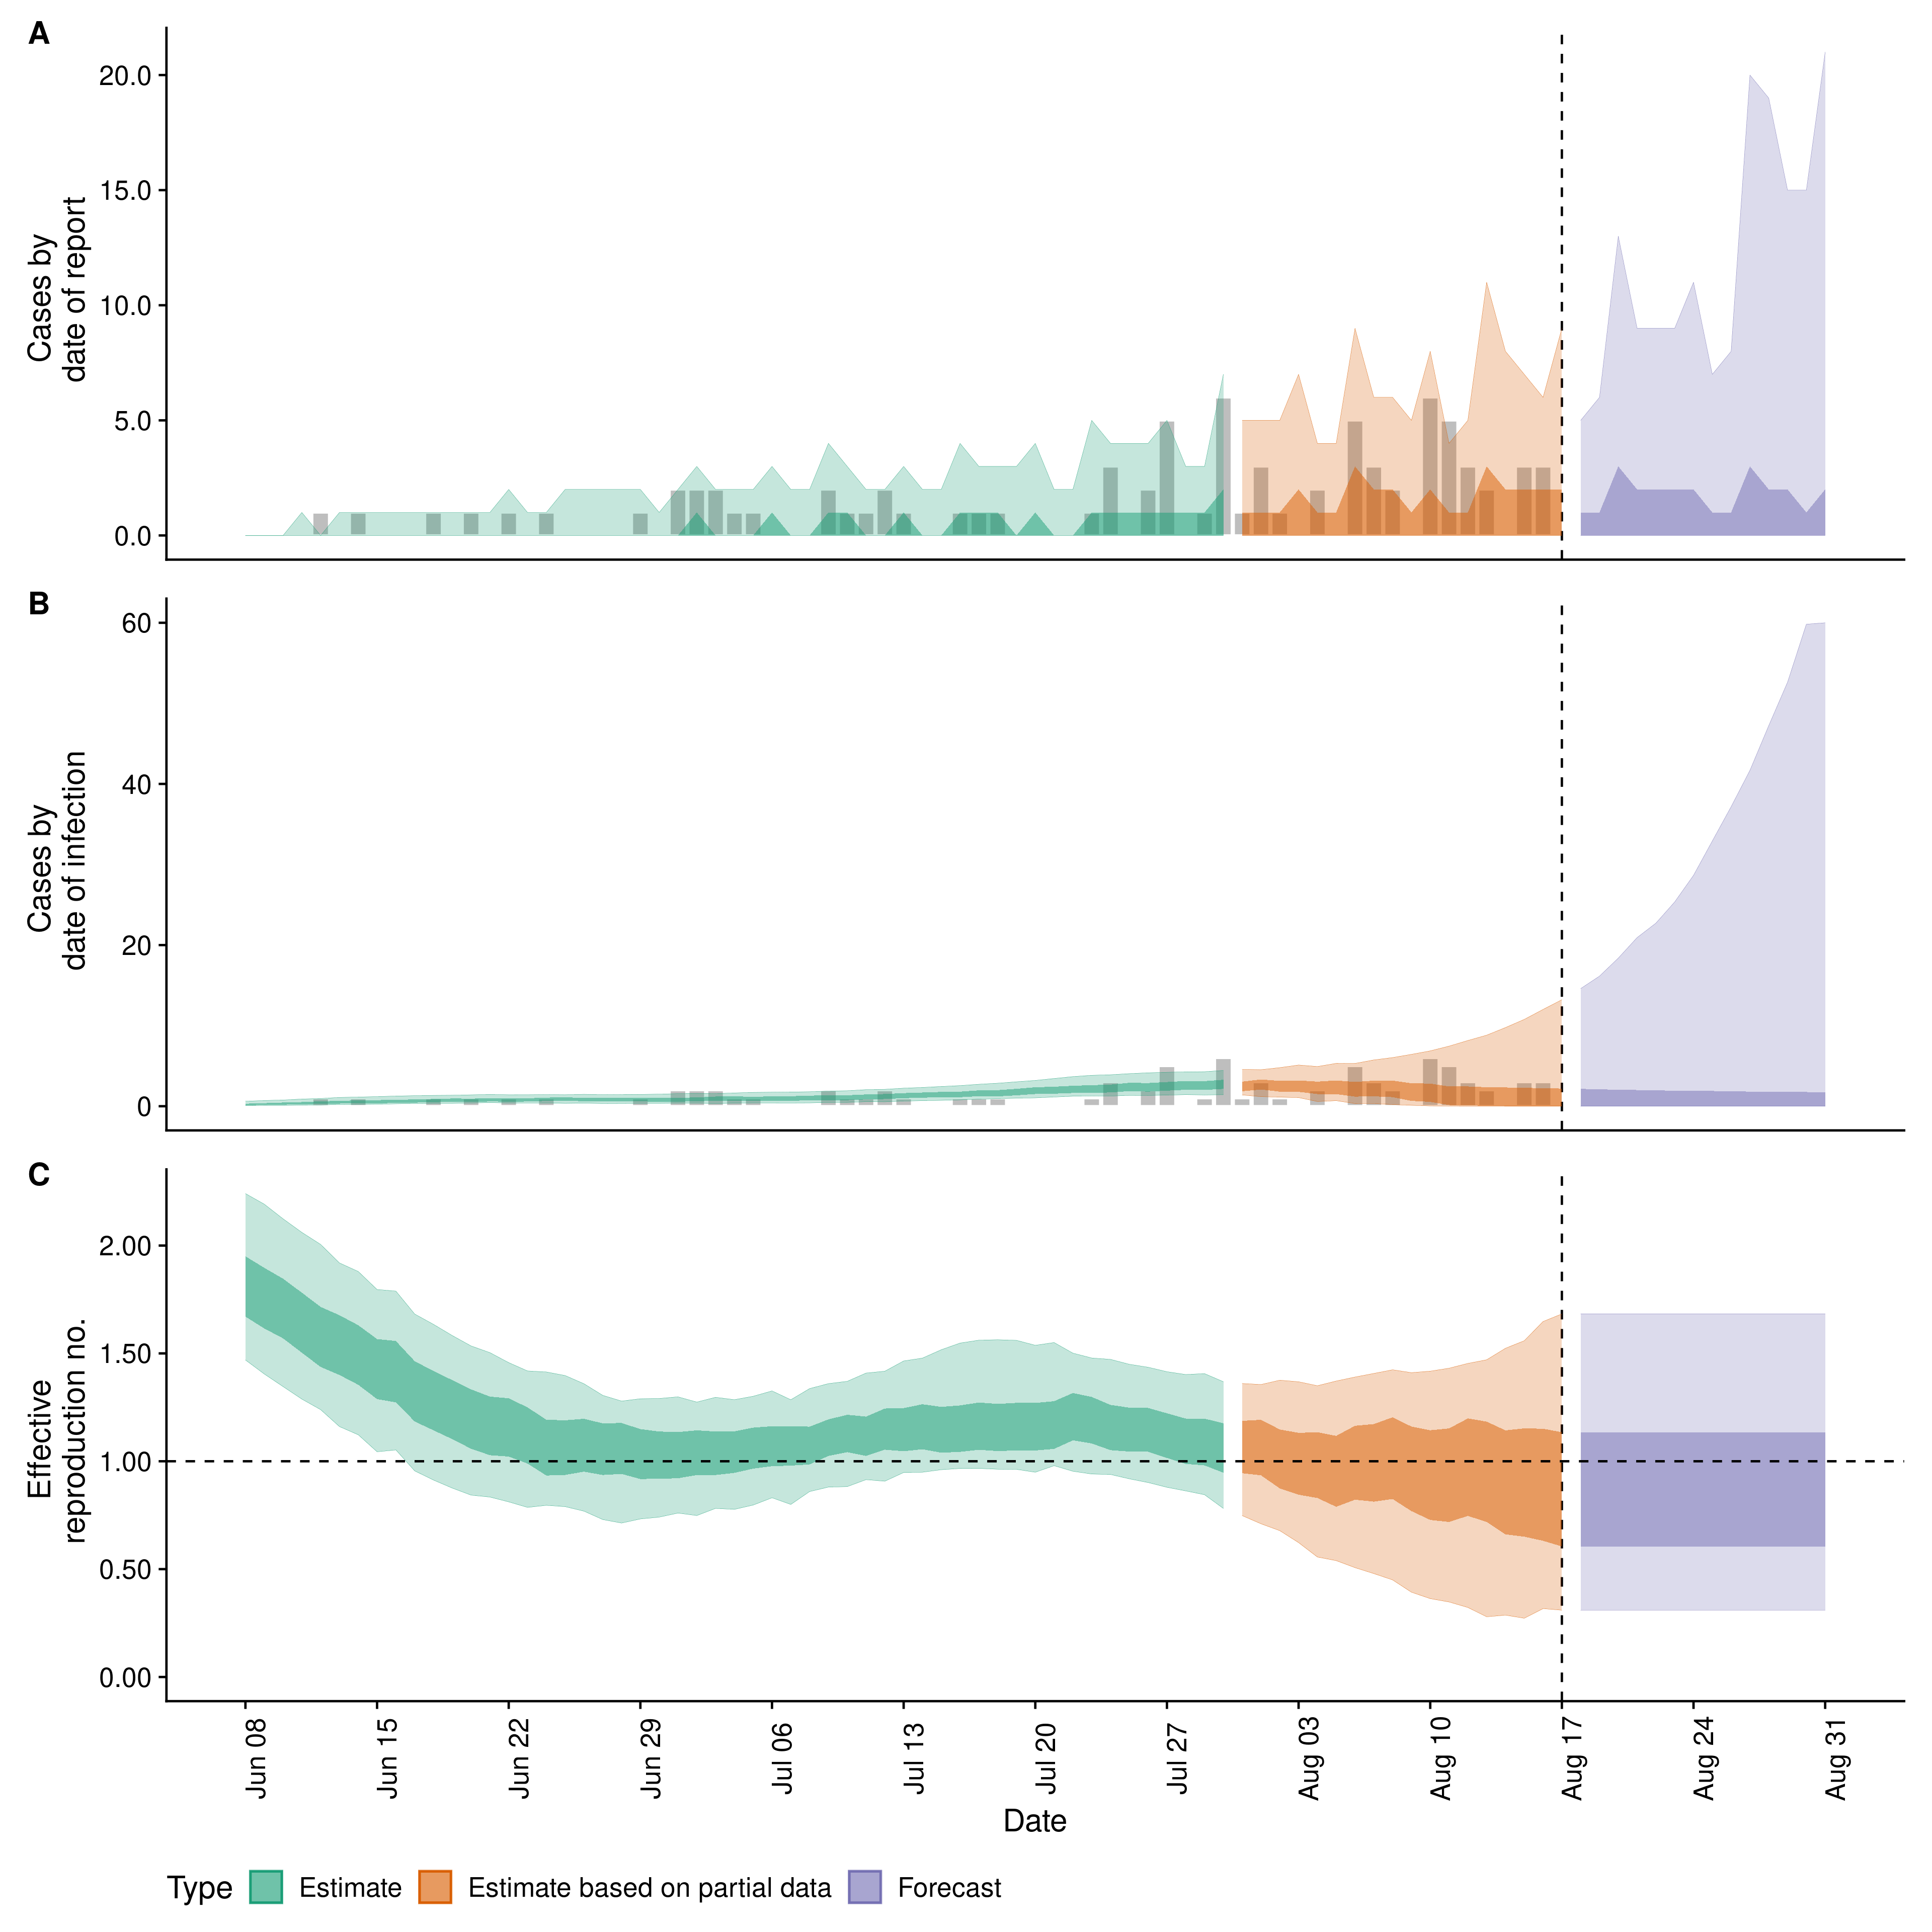 A
Cases by
date of report
20.0
15.0
10.0
5.0
0.0
B
Cases by
date of infection
60
40
20
0
C
Effective
reproduction no.
2.00
1.50
1.00
0.50
0.00
Jun 08
Jun 15
Jun 22
Jun 29
Jul 06
Jul 13
Jul 20
Jul 27
Aug 03
Aug 10
Aug 17
Aug 24
Aug 31
Date
Type Estimate Estimate based on partial data Forecast